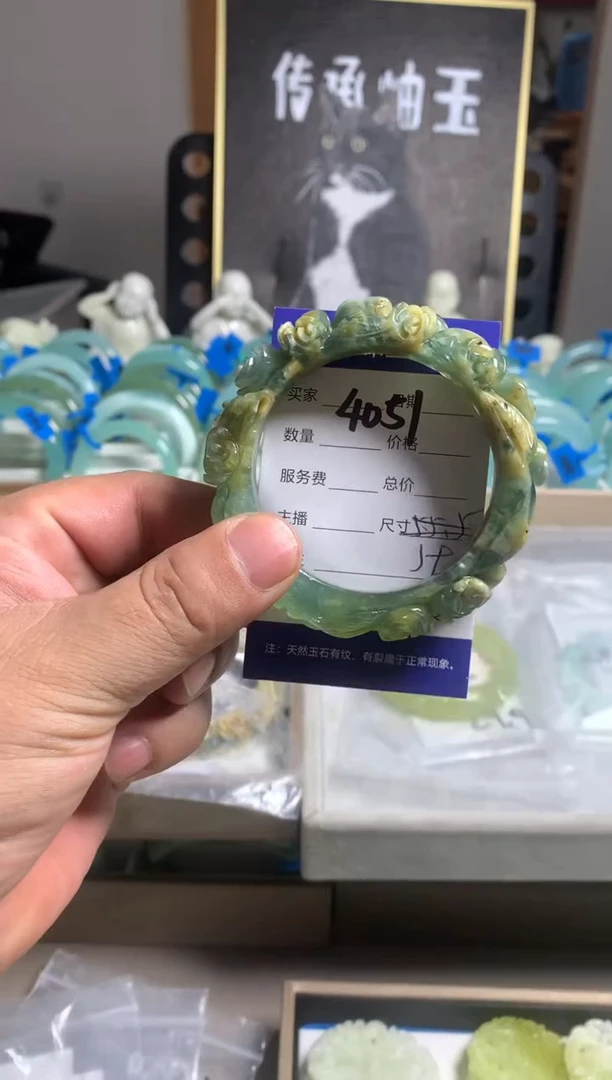 传承岫玉
买家
4051
数量 价格
服务费 总价
主播 尺寸
注：天然玉石有纹、有裂属于正常现象。